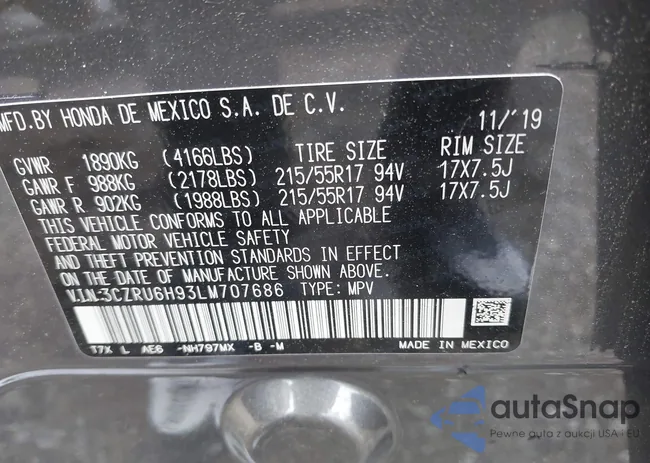 MFD.BY HONDA DE MEXICO S.A. DE C.V. 11/'19
GVWR 1890KG (4166LBS) TIRE SIZE RIM SIZE
GAWR F 988KG (2178LBS) 215/55R17 94V 17X7.5J
GAWR R 902KG (1988LBS) 215/55R17 94V 17X7.5J
THIS VEHICLE CONFORMS TO ALL APPLICABLE
FEDERAL MOTOR VEHICLE SAFETY
AND THEFT PREVENTION STANDARDS IN EFFECT
ON THE DATE OF MANUFACTURE SHOWN ABOVE.
V.I.N.:3CZRU6H93LM707686 TYPE: MPV
17X L AE6 -NH797MX -B -M MADE IN MEXICO
autaSnap
Pewne auta z aukcji USA • EU